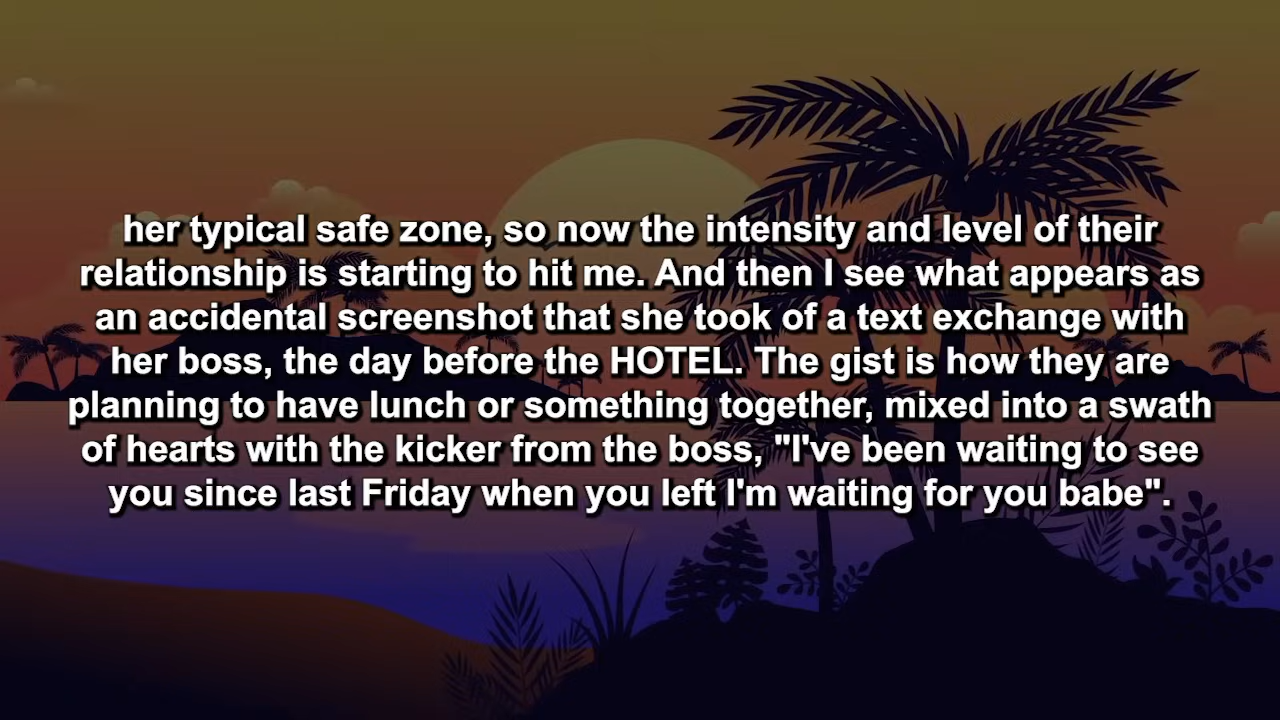 her typical safe zone, so now the intensity and level of their
relationship is starting to hit me. And then I see what appears as
an accidental screenshot that she took of a text exchange with
her boss, the day before the HOTEL. The gist is how they are
planning to have lunch or something together, mixed into a swath
of hearts with the kicker from the boss, "I've been waiting to see
you since last Friday when you left I'm waiting for you babe".